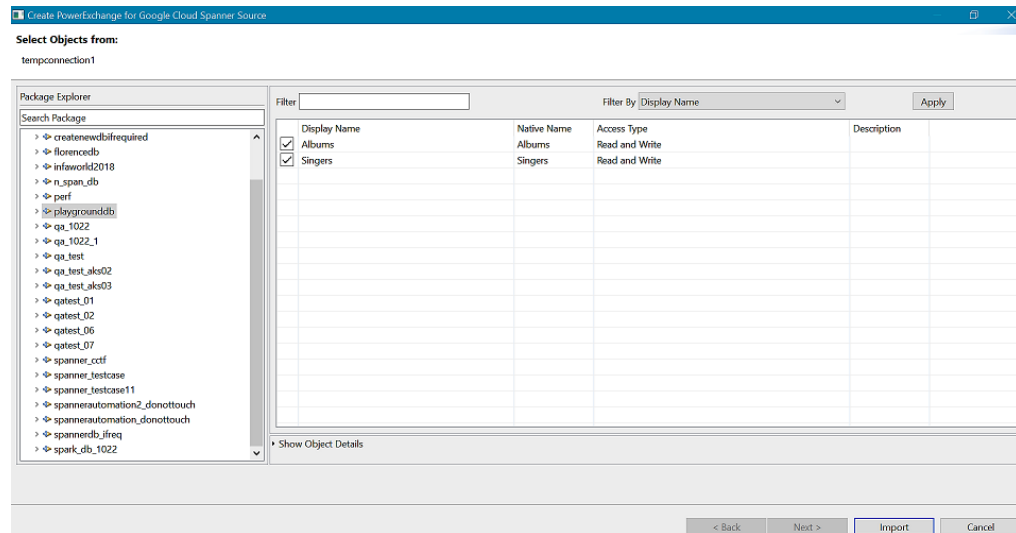 Create PowerExchange for Google Cloud Spanner Source
Select Objects from:
tempconnection1
Package Explorer
Search Package
createnewdbifrequired
florencedb
infaworld2018
n_span_db
perf
playgrounddb
qa_1022
qa_1022_1
qa_test
qa_test_aks02
qa_test_aks03
qatest_01
qatest_02
qatest_06
qatest_07
spanner_cctf
spanner_testcase
spanner_testcase11
spannerautomation2_donottouch
spannerautomation_donottouch
spannerdb_ifreq
spark_db_1022
Filter Filter By Display Name Apply
Display Name Native Name Access Type Description
Albums Albums Read and Write
Singers Singers Read and Write
Show Object Details
< Back Next > Import Cancel